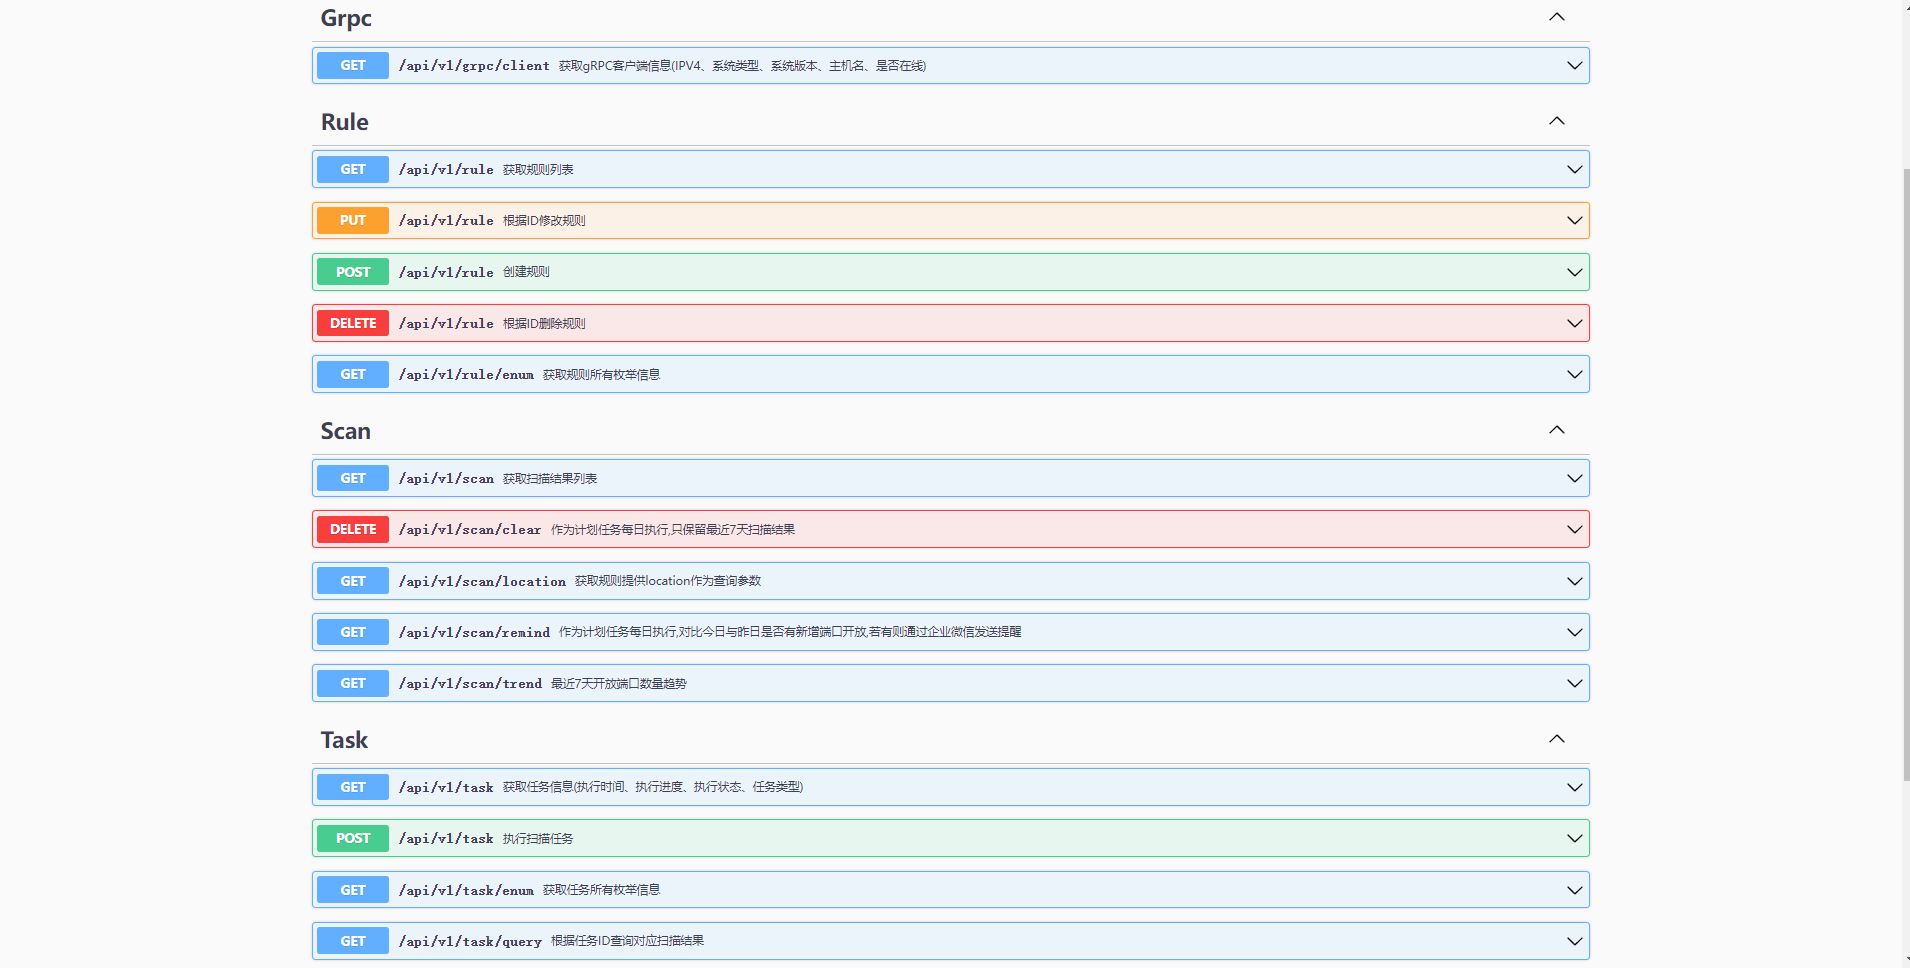 Grpc
GET /api/v1/grpc/client 获取gRPC客户端信息(IPV4、系统类型、系统版本、主机名、是否在线)
Rule
GET /api/v1/rule 获取规则列表
PUT /api/v1/rule 根据ID修改规则
POST /api/v1/rule 创建规则
DELETE /api/v1/rule 根据ID删除规则
GET /api/v1/rule/enum 获取规则所有枚举信息
Scan
GET /api/v1/scan 获取扫描结果列表
DELETE /api/v1/scan/clear 作为计划任务每日执行,只保留最近7天扫描结果
GET /api/v1/scan/location 获取规则提供location作为查询参数
GET /api/v1/scan/remind 作为计划任务每日执行,对比今日与昨日是否有新增端口开放,若有则通过企业微信发送提醒
GET /api/v1/scan/trend 最近7天开放端口数量趋势
Task
GET /api/v1/task 获取任务信息(执行时间、执行进度、执行状态、任务类型)
POST /api/v1/task 执行扫描任务
GET /api/v1/task/enum 获取任务所有枚举信息
GET /api/v1/task/query 根据任务ID查询对应扫描结果